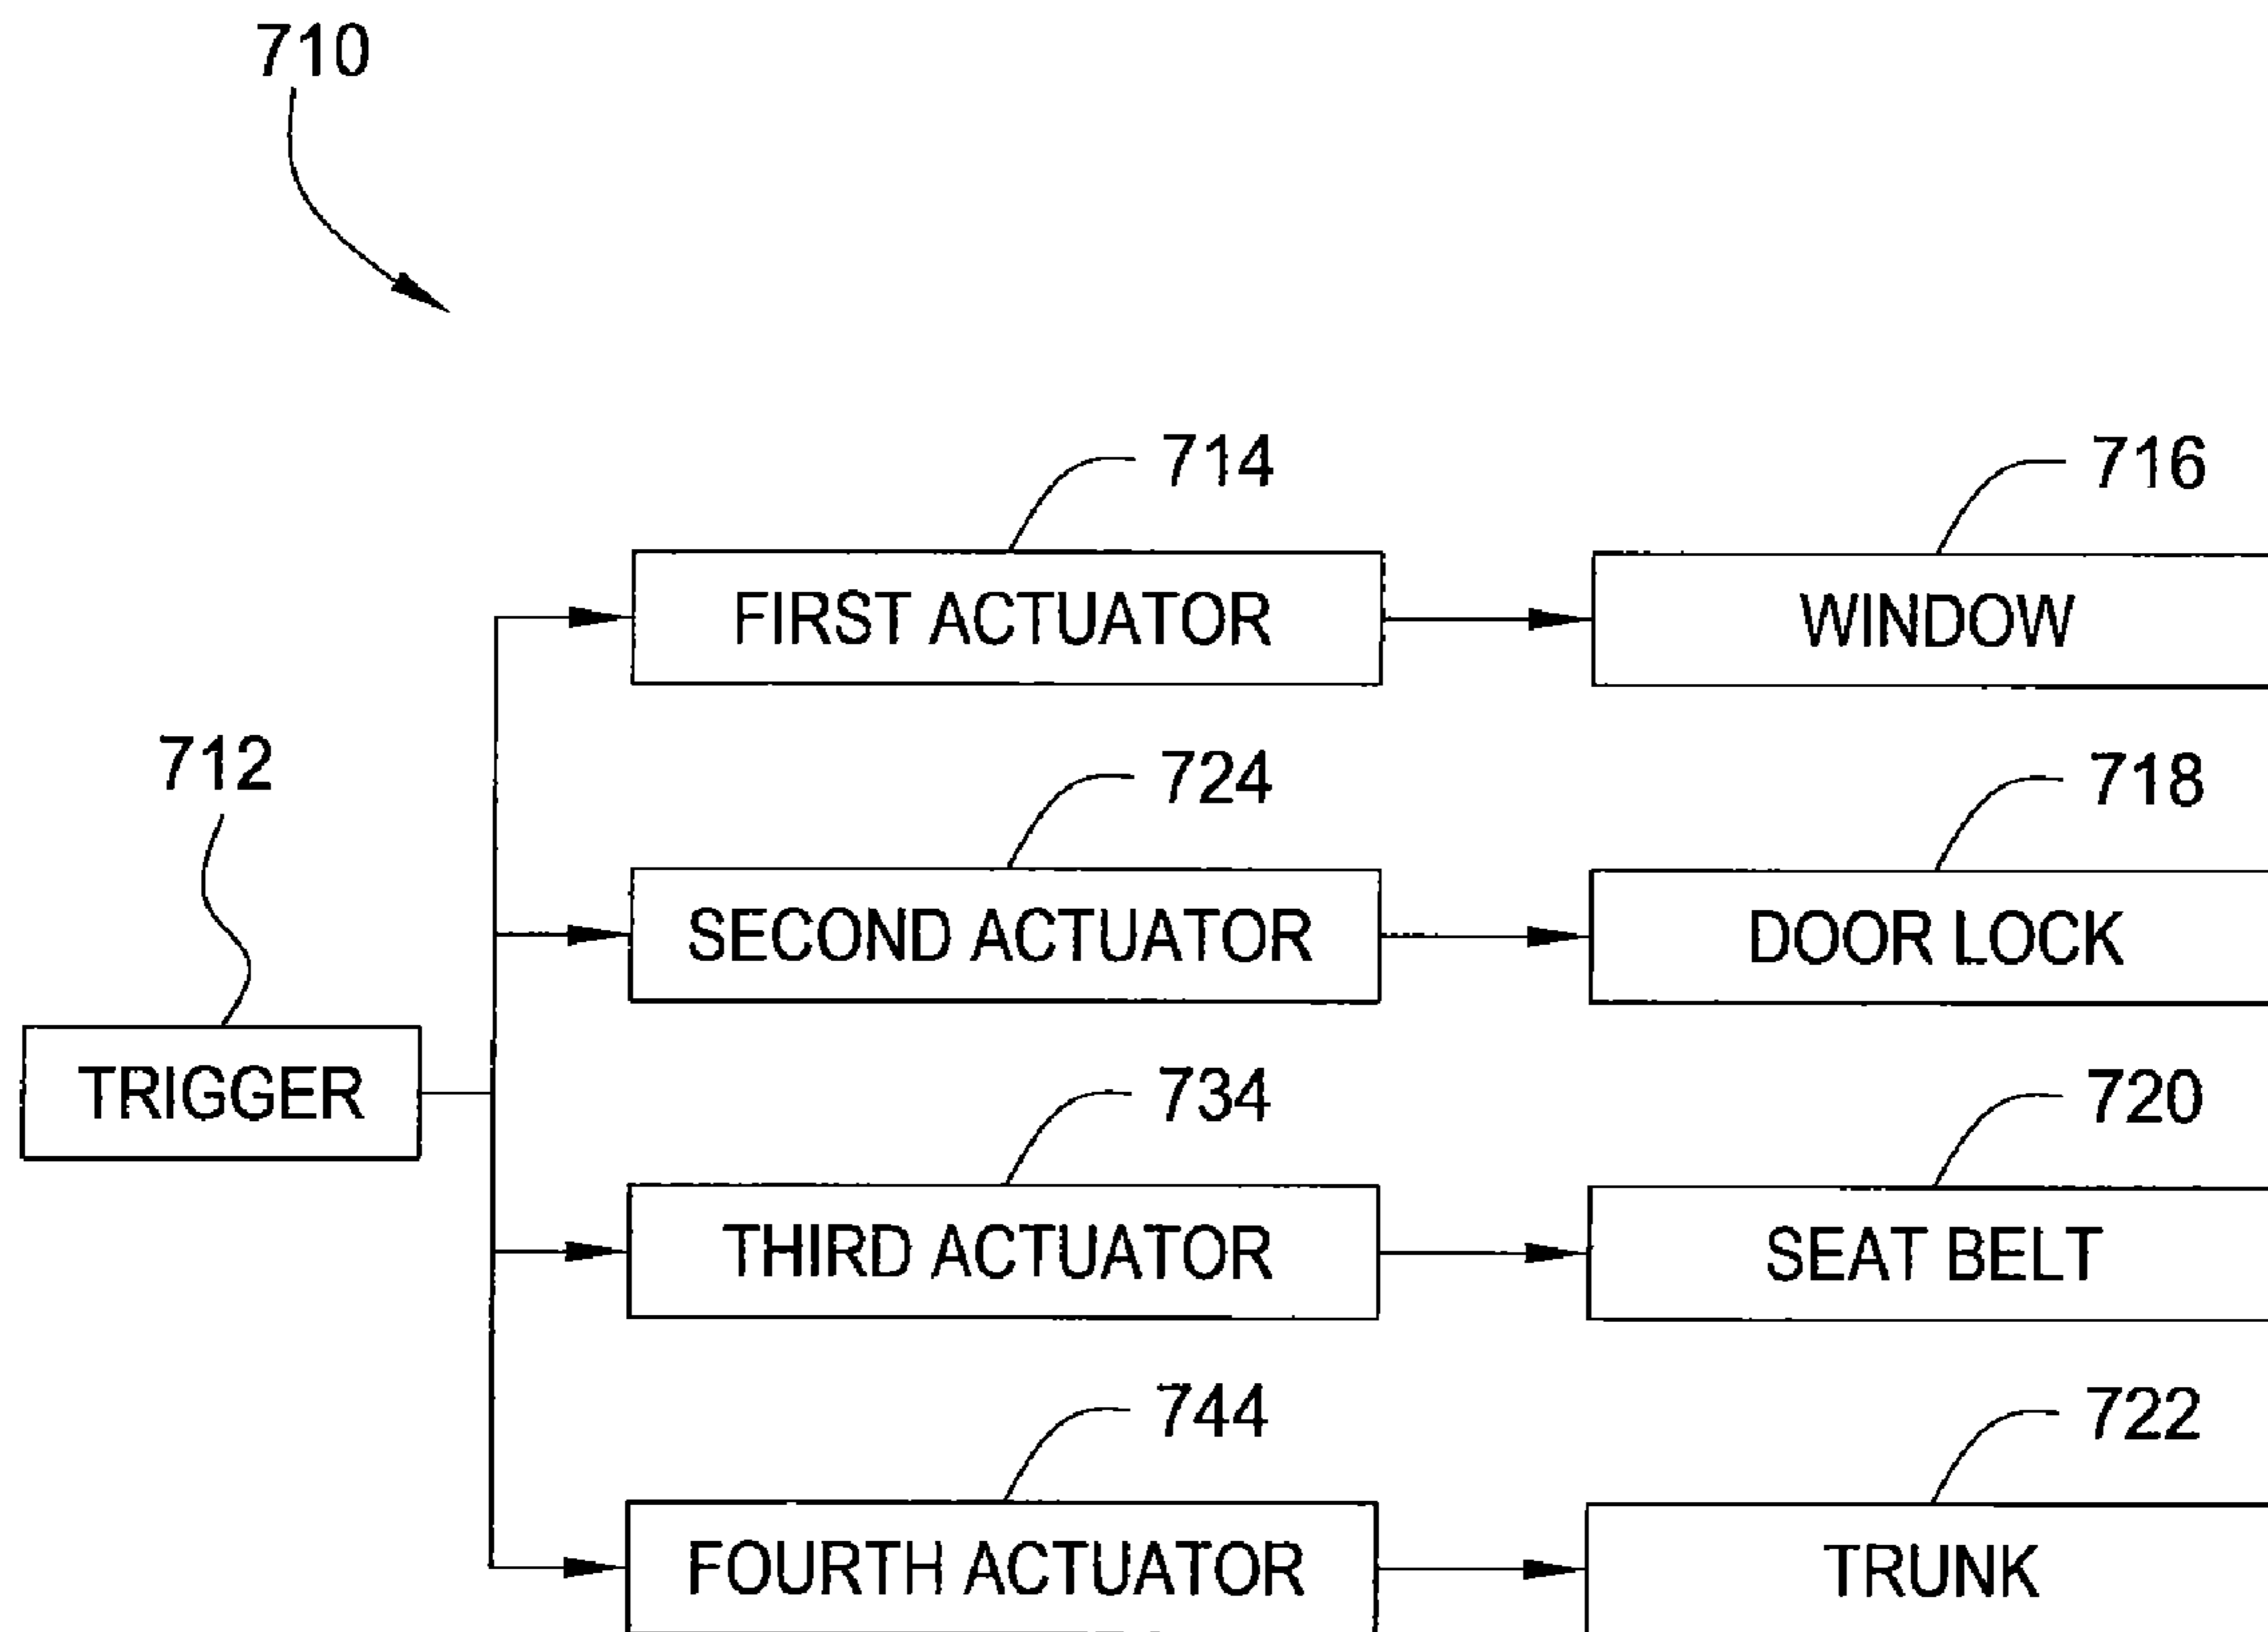 710
714
716
FIRST ACTUATOR
WINDOW
712
724
718
SECOND ACTUATOR
DOOR LOCK
TRIGGER
734
720
THIRD ACTUATOR
SEAT BELT
744
722
FOURTH ACTUATOR
TRUNK